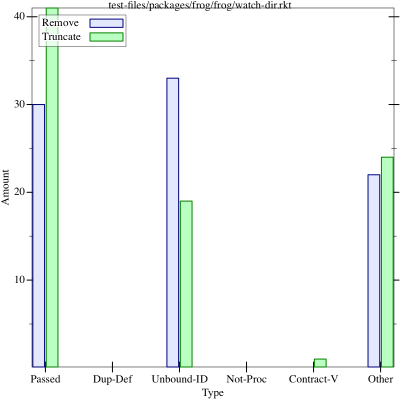 test-files/packages/frog/frog/watch-dir.rkt
Remove
Truncate
40
30
20
10
Amount
Passed Dup-Def Unbound-ID Not-Proc Contract-V Other
Type